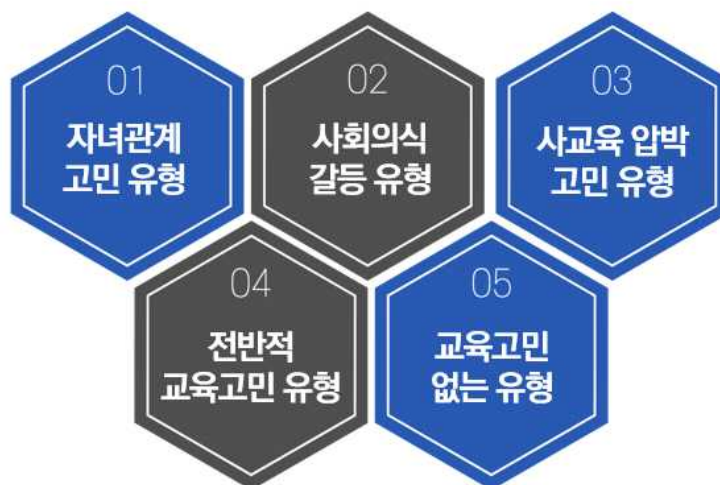 01
자녀관계
고민 유형
02
사회의식
갈등 유형
03
사교육 압박
고민 유형
04
전반적
교육고민 유형
05
교육고민
없는 유형